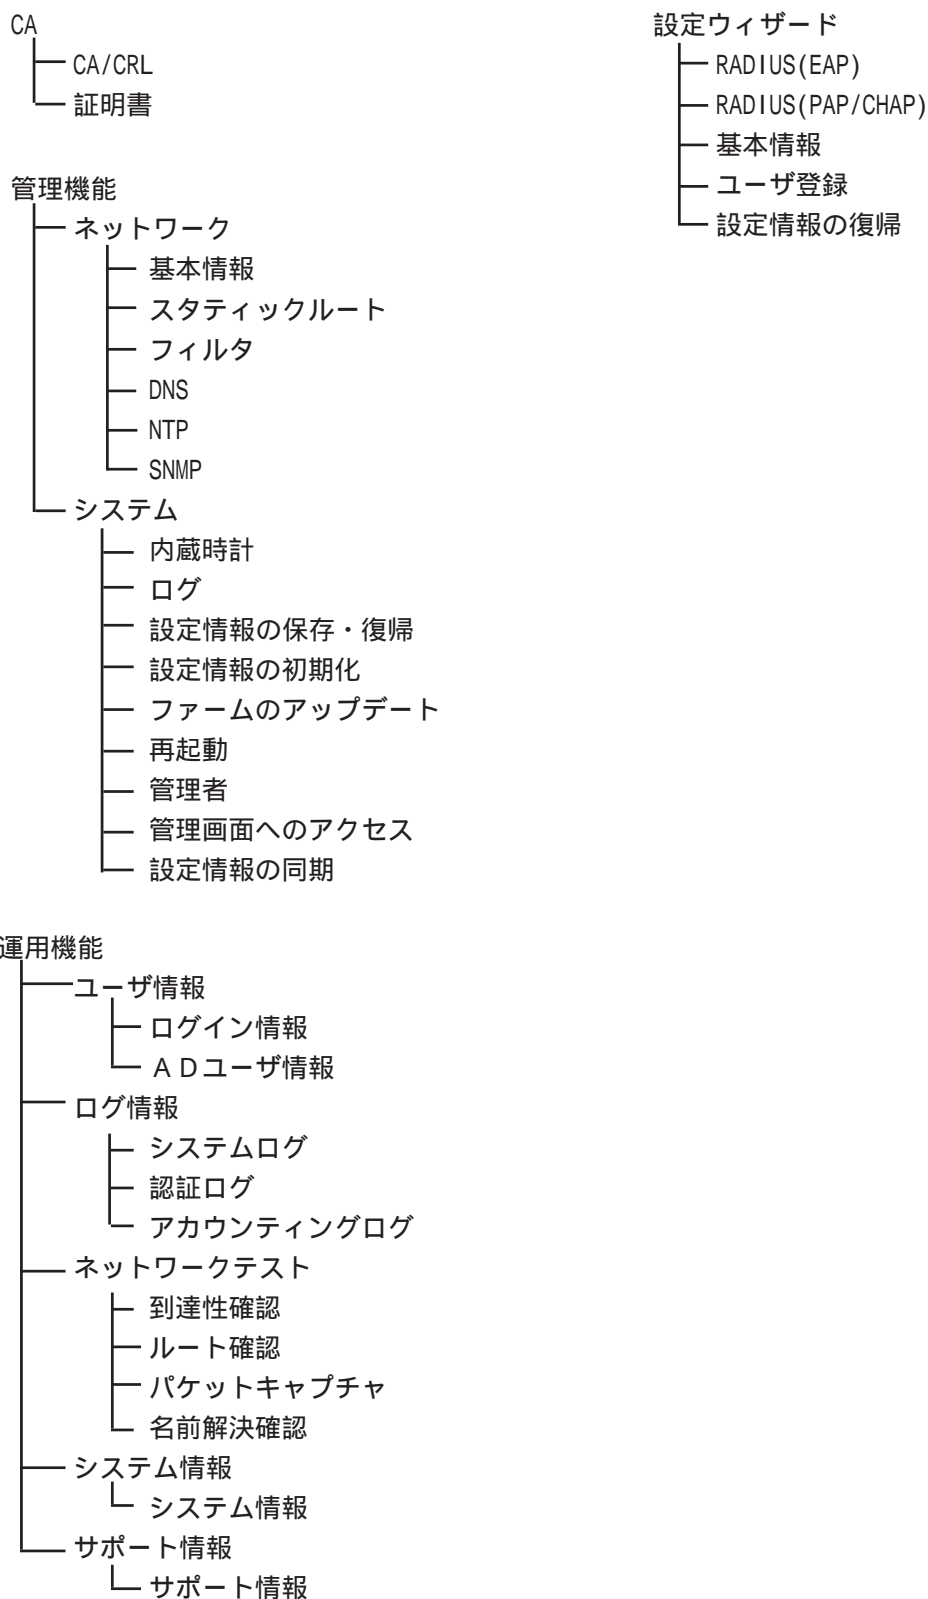 CA
CA/CRL
証明書
管理機能
ネットワーク
基本情報
スタティックルート
フィルタ
DNS
NTP
SNMP
システム
内蔵時計
ログ
設定情報の保存・復帰
設定情報の初期化
ファームのアップデート
再起動
管理者
管理画面へのアクセス
設定情報の同期
運用機能
ユーザ情報
ログイン情報
ＡＤユーザ情報
ログ情報
システムログ
認証ログ
アカウンティングログ
ネットワークテスト
到達性確認
ルート確認
パケットキャプチャ
名前解決確認
システム情報
システム情報
サポート情報
サポート情報
設定ウィザード
RADIUS(EAP)
RADIUS(PAP/CHAP)
基本情報
ユーザ登録
設定情報の復帰